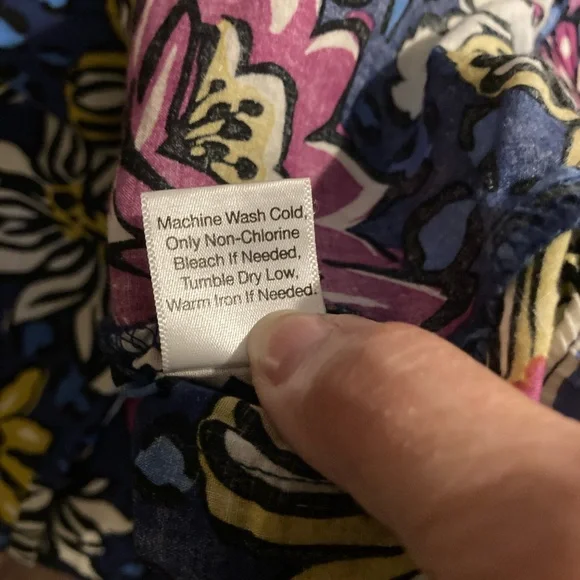 Machine Wash Cold,
Only Non-Chlorine
Bleach If Needed,
Tumble Dry Low,
Warm Iron If Needed.